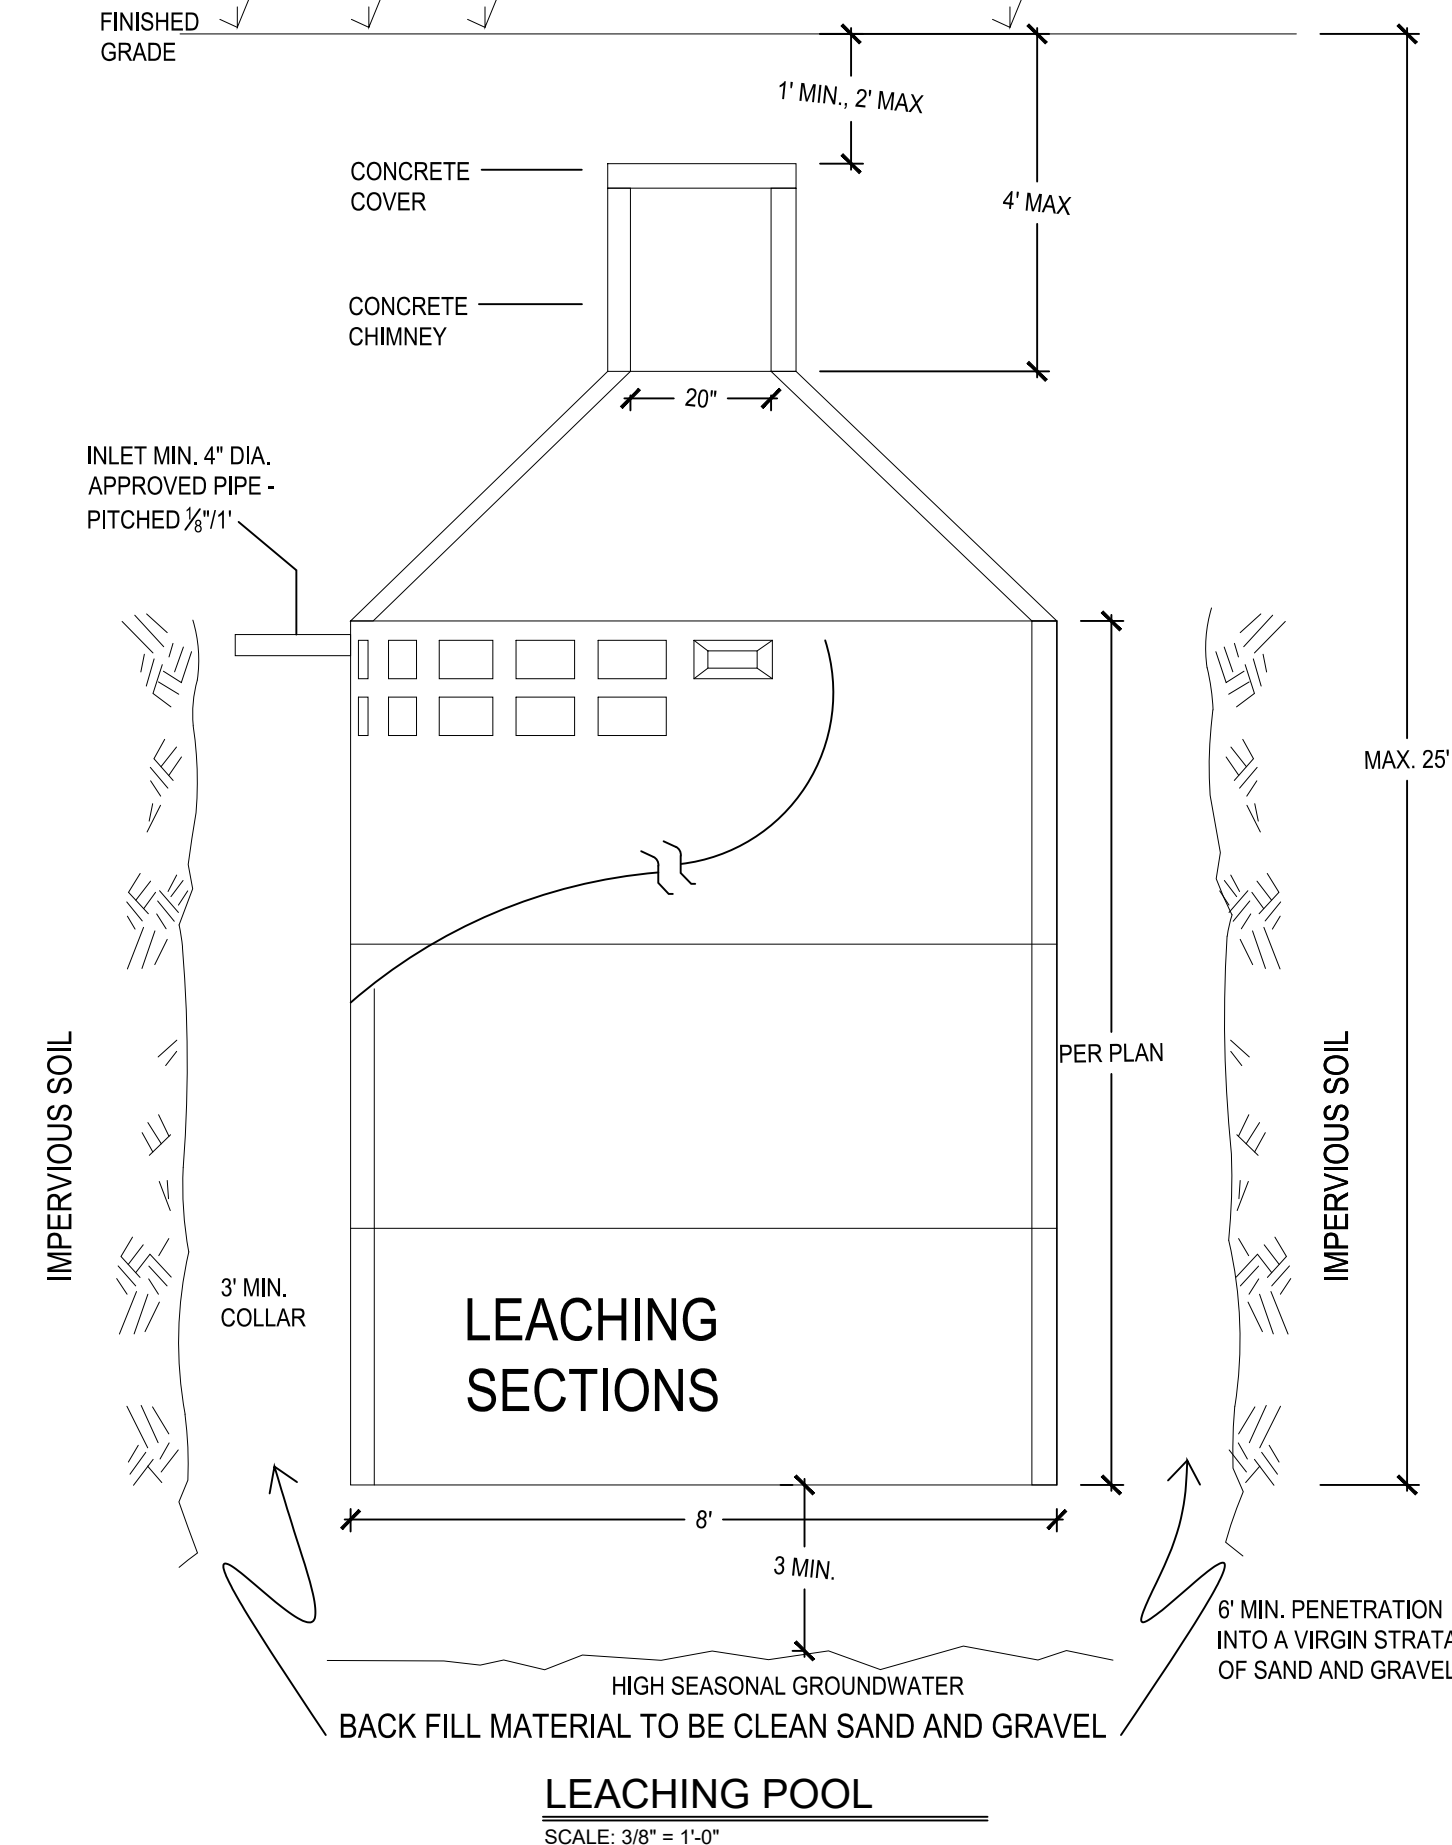 FINISHED
GRADE
1' MIN., 2' MAX
CONCRETE
COVER
4' MAX
CONCRETE
CHIMNEY
20"
INLET MIN. 4" DIA.
APPROVED PIPE -
PITCHED 1/8"/1'
MAX. 25'
IMPERVIOUS SOIL
PER PLAN
IMPERVIOUS SOIL
3' MIN.
COLLAR
LEACHING
SECTIONS
8'
3 MIN.
6' MIN. PENETRATION
INTO A VIRGIN STRATA
OF SAND AND GRAVEL
HIGH SEASONAL GROUNDWATER
BACK FILL MATERIAL TO BE CLEAN SAND AND GRAVEL
LEACHING POOL
SCALE: 3/8" = 1'-0"